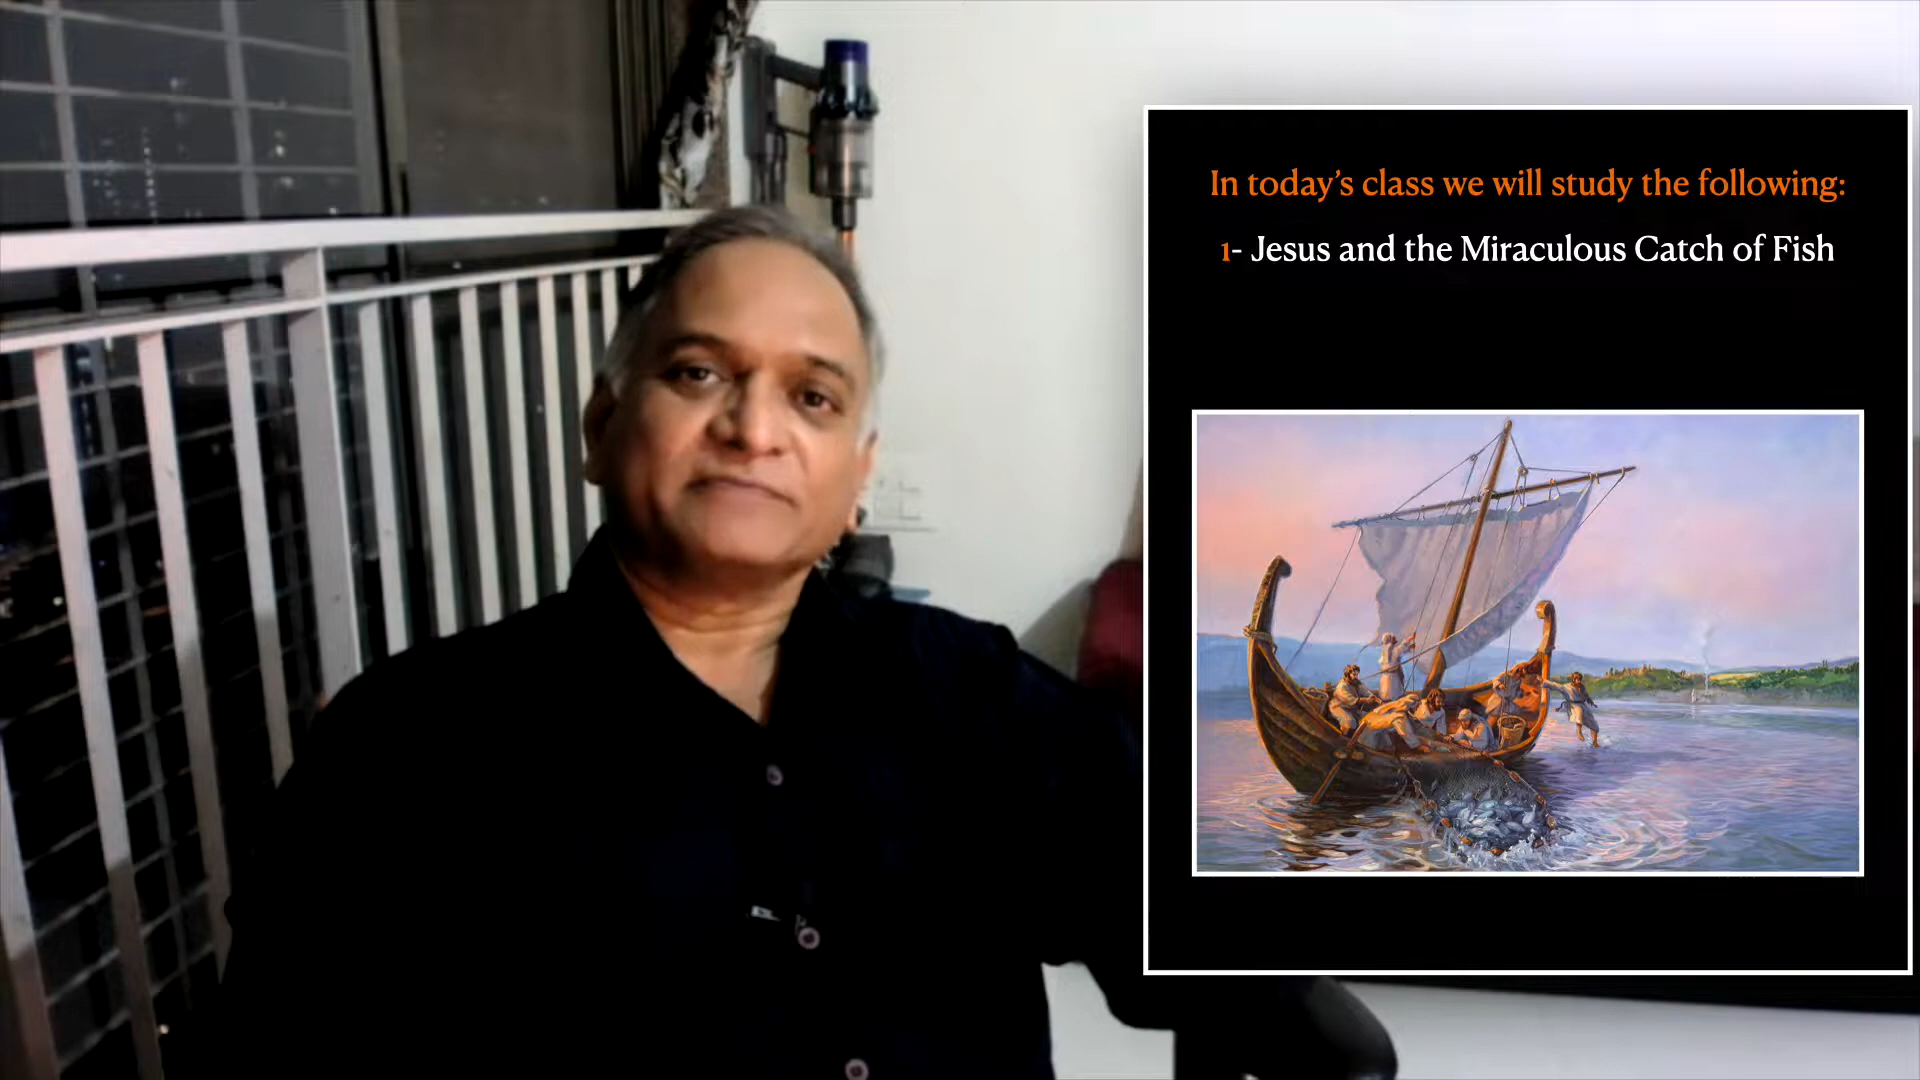 In today’s class we will study the following:
1- Jesus and the Miraculous Catch of Fish